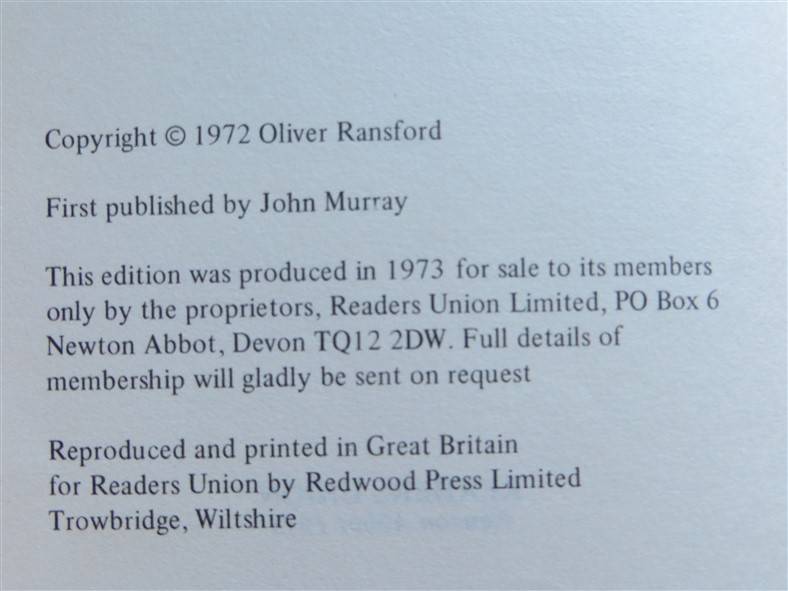 Copyright © 1972 Oliver Ransford
First published by John Murray
This edition was produced in 1973 for sale to its members
only by the proprietors, Readers Union Limited, PO Box 6
Newton Abbot, Devon TQ12 2DW. Full details of
membership will gladly be sent on request
Reproduced and printed in Great Britain
for Readers Union by Redwood Press Limited
Trowbridge, Wiltshire